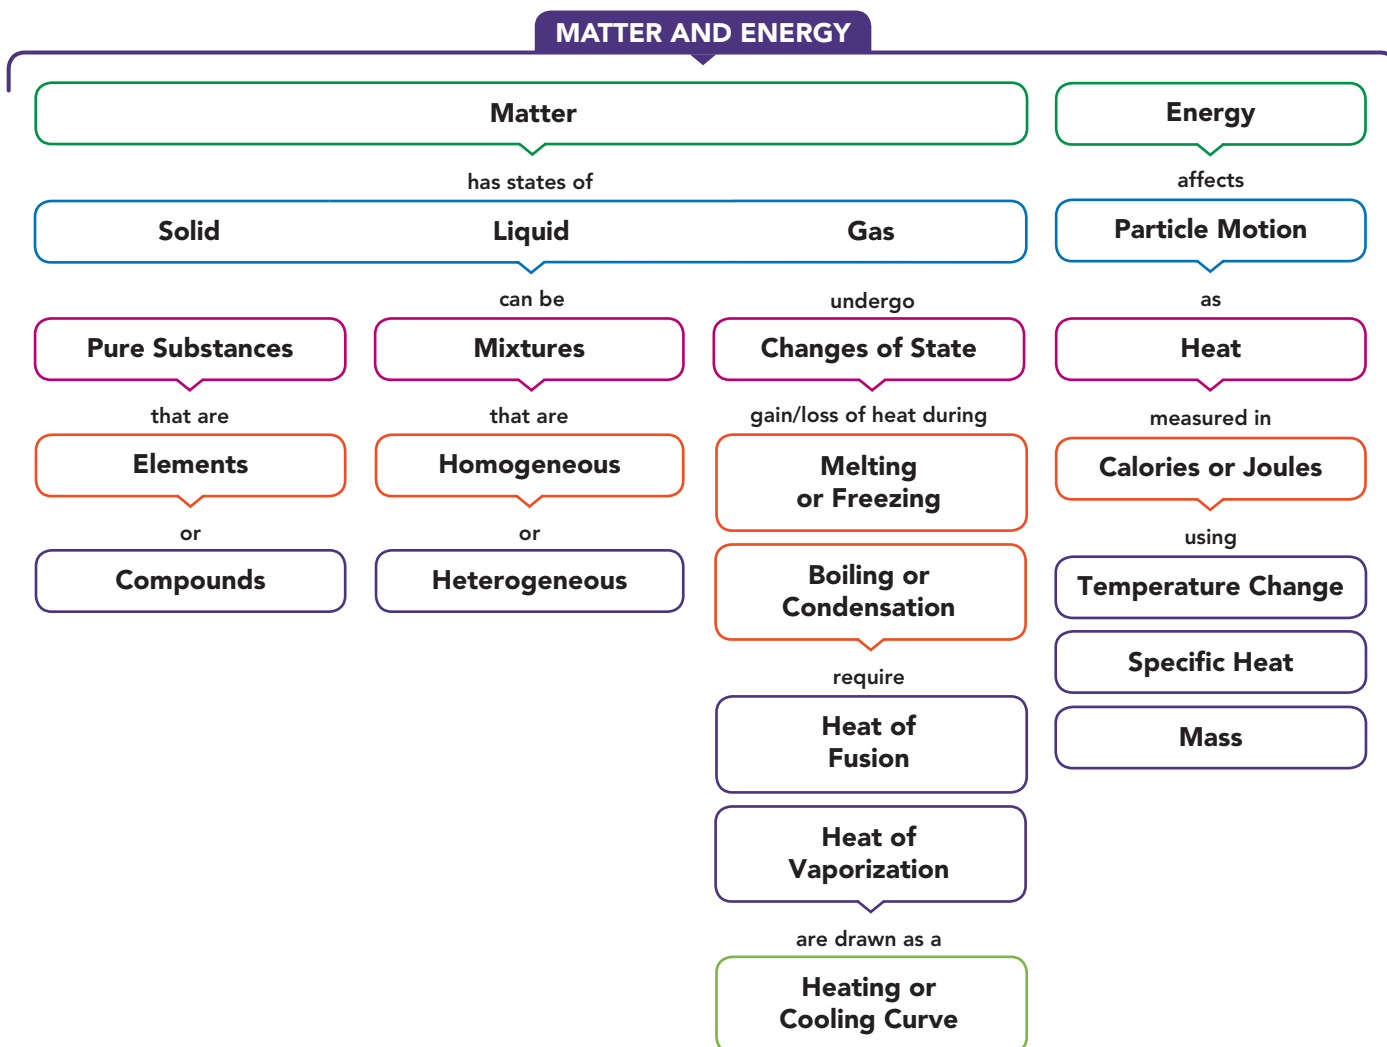 MATTER AND ENERGY
Matter
Energy
has states of
affects
Solid
Liquid
Gas
Particle Motion
can be
undergo
as
Pure Substances
Mixtures
Changes of State
Heat
that are
that are
gain/loss of heat during
measured in
Elements
Homogeneous
Melting
or Freezing
Calories or Joules
or
or
using
Compounds
Heterogeneous
Boiling or
Condensation
Temperature Change
require
Specific Heat
Heat of
Fusion
Mass
Heat of
Vaporization
are drawn as a
Heating or
Cooling Curve